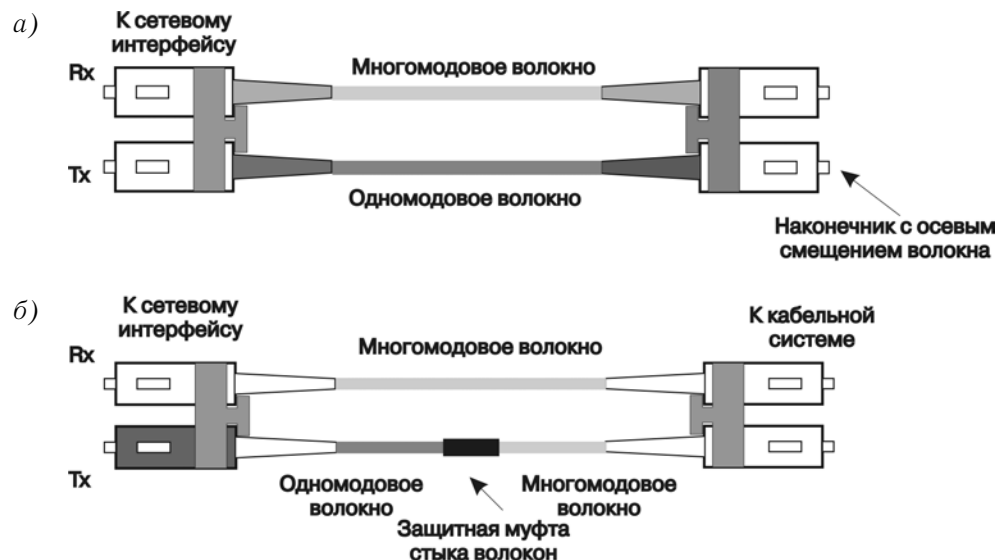 а)
К сетевому
интерфейсу
Rx
Многомодовое волокно
Tx
Одномодовое волокно
Наконечник с осевым
смещением волокна
б)
К сетевому
интерфейсу
К кабельной
системе
Rx
Многомодовое волокно
Tx
Одномодовое
волокно
Многомодовое
волокно
Защитная муфта
стыка волокон